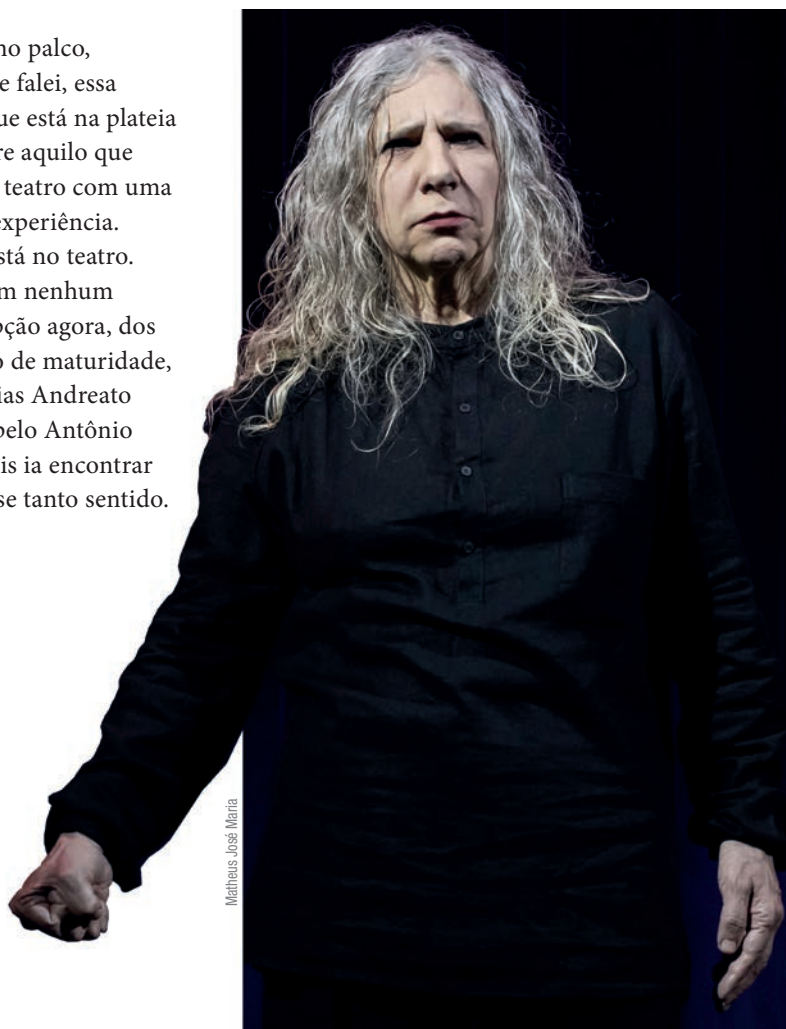 no palco,
e falei, essa
ue está na plateia
re aquilo que
teatro com uma
experiência.
stá no teatro.
m nenhum
pção agora, dos
o de maturidade,
ias Andreato
pelo Antônio
is ia encontrar
se tanto sentido.
Matheus José Maria